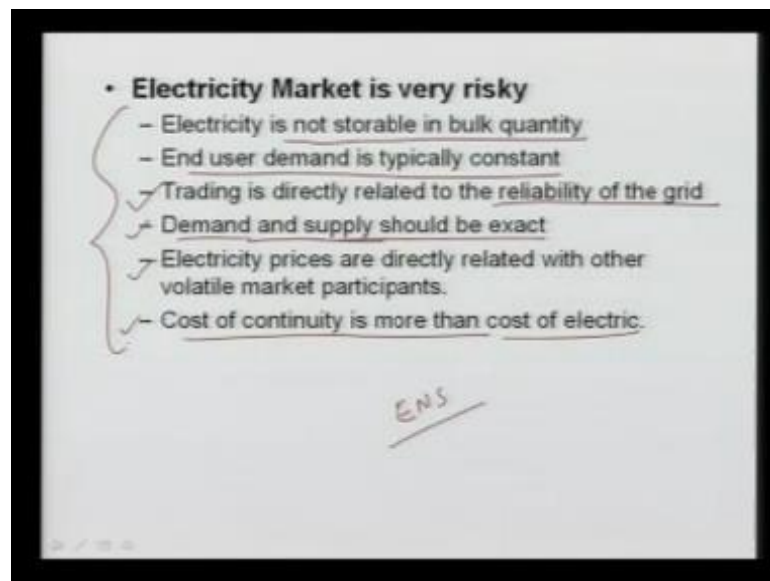 • Electricity Market is very risky
– Electricity is not storable in bulk quantity
– End user demand is typically constant
– Trading is directly related to the reliability of the grid
– Demand and supply should be exact
– Electricity prices are directly related with other
volatile market participants.
– Cost of continuity is more than cost of electric.
ENS